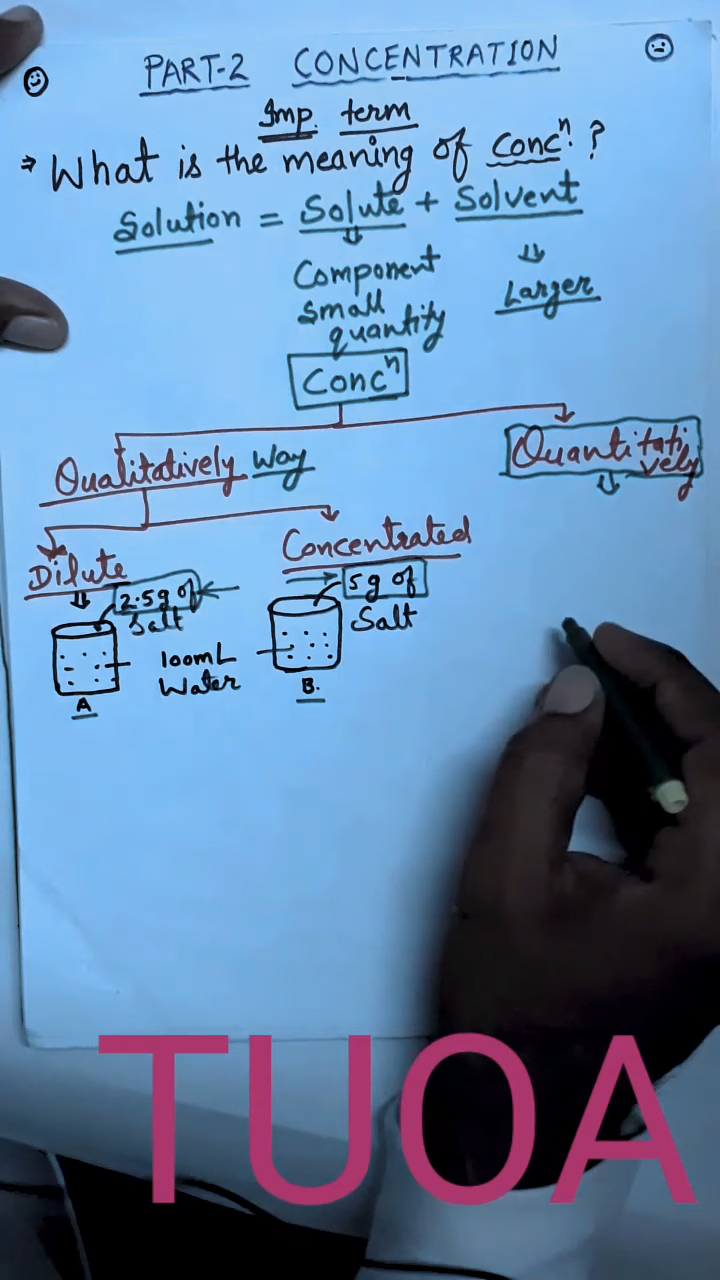 PART-2 CONCENTRATION
Imp. term
⇒ What is the meaning of Concⁿ. ?
Solution = Solute + Solvent
⇓ ⇓
Component
Small
quantity
Larger
Concⁿ
Qualitatively Way
Quantitatively
⇓
Dilute
⇓
Concentrated
2.5g of
Salt
5g of
Salt
100mL
Water
A
B.
TUOA